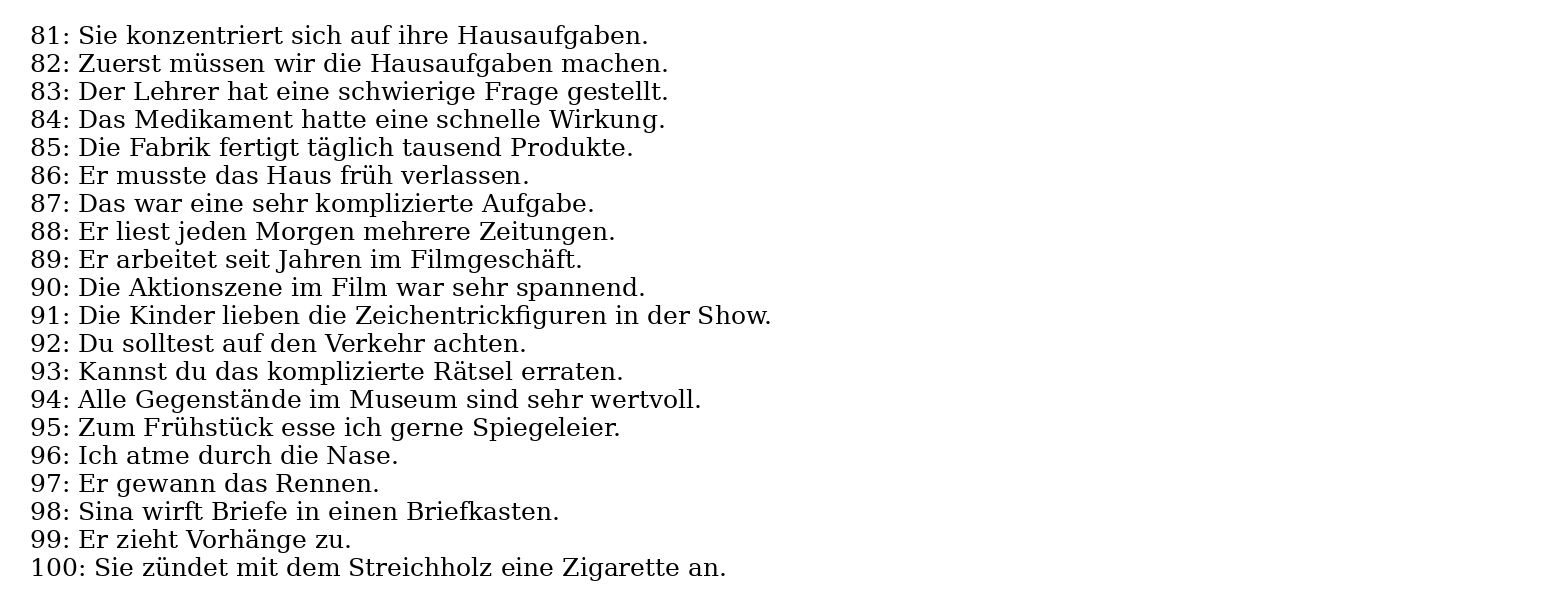 81: Sie konzentriert sich auf ihre Hausaufgaben.
82: Zuerst müssen wir die Hausaufgaben machen.
83: Der Lehrer hat eine schwierige Frage gestellt.
84: Das Medikament hatte eine schnelle Wirkung.
85: Die Fabrik fertigt täglich tausend Produkte.
86: Er musste das Haus früh verlassen.
87: Das war eine sehr komplizierte Aufgabe.
88: Er liest jeden Morgen mehrere Zeitungen.
89: Er arbeitet seit Jahren im Filmgeschäft.
90: Die Aktionszene im Film war sehr spannend.
91: Die Kinder lieben die Zeichentrickfiguren in der Show.
92: Du solltest auf den Verkehr achten.
93: Kannst du das komplizierte Rätsel erraten.
94: Alle Gegenstände im Museum sind sehr wertvoll.
95: Zum Frühstück esse ich gerne Spiegeleier.
96: Ich atme durch die Nase.
97: Er gewann das Rennen.
98: Sina wirft Briefe in einen Briefkasten.
99: Er zieht Vorhänge zu.
100: Sie zündet mit dem Streichholz eine Zigarette an.